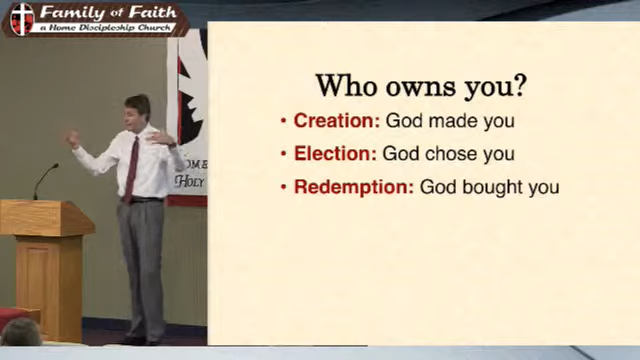 Family of Faith
a Home Discipleship Church
Who owns you?
• Creation: God made you
• Election: God chose you
• Redemption: God bought you
HOLY